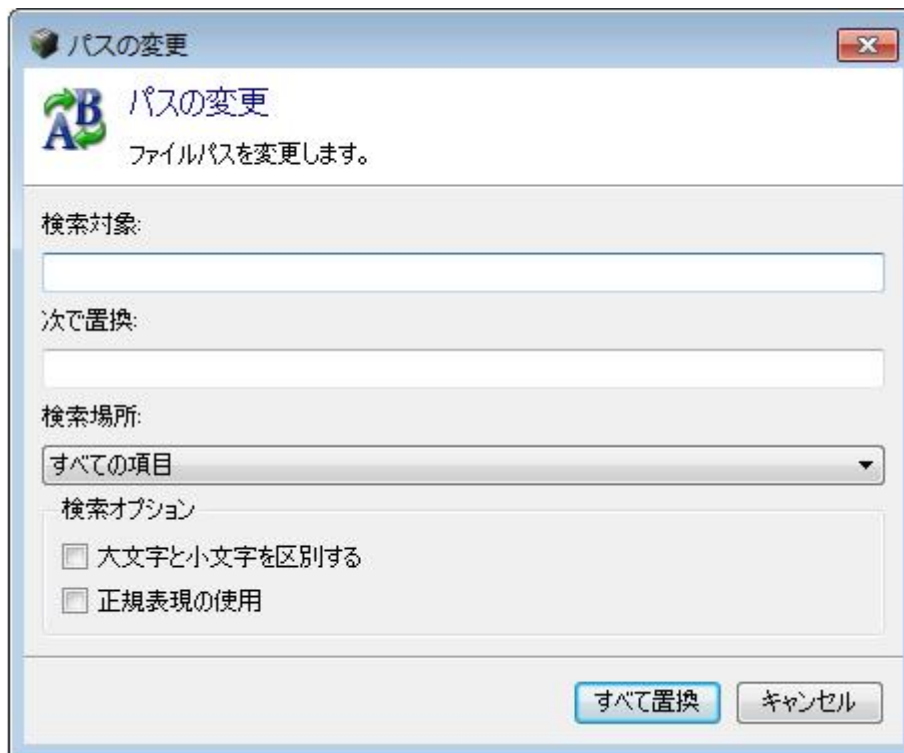 パスの変更
パスの変更
ファイルパスを変更します。
検索対象:
次で置換:
検索場所:
すべての項目
検索オプション
大文字と小文字を区別する
正規表現の使用
すべて置換 キャンセル